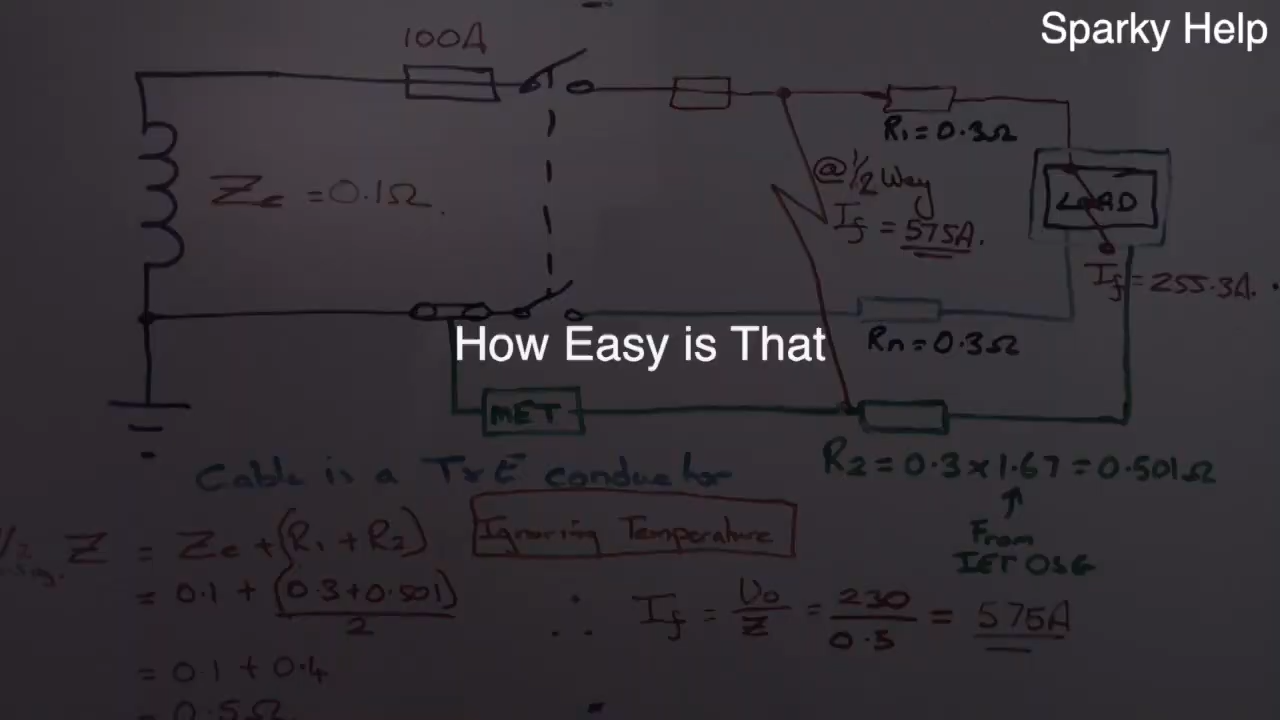 Sparky Help
100A
R₁ = 0.3Ω
Ze = 0.1Ω
@ 1/2 Way
If = 575A.
LOAD
If = 255.3A.
How Easy is That
Rn = 0.3Ω
MET
R2 = 0.3 x 1.67 = 0.501Ω
Cable is a T&E conductor
From
IET OSG
Ignoring Temperature
1/2 Z = Ze + (R1 + R2)
= 0.1 + (0.3 + 0.501)
2
∴ If = Uo / Z = 230 / 0.5 = 575A
= 0.1 + 0.4
= 0.5Ω